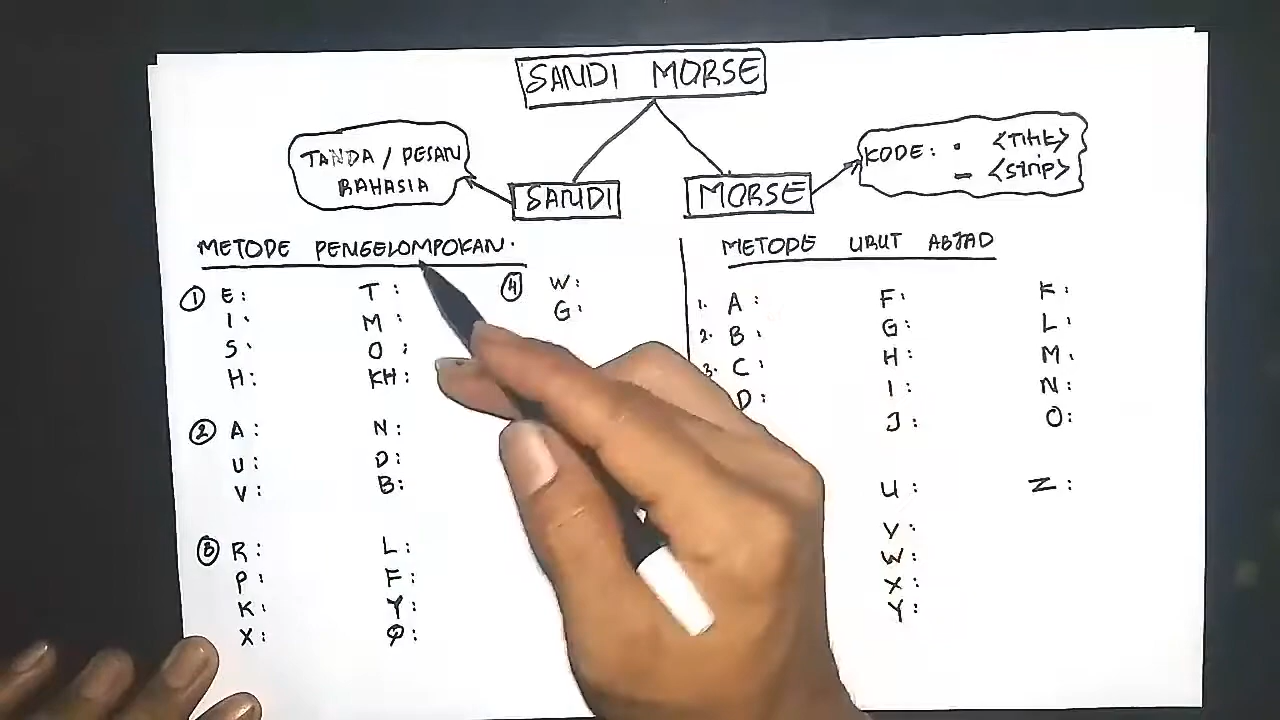 SANDI MORSE
TANDA / PESAN
RAHASIA
SANDI
MORSE
KODE: • <Titik>
– <Strip>
METODE PENGELOMPOKAN.
① E: T:
I: M:
S: O:
H: KH:
② A: N:
U: D:
V: B:
③ R: L:
P: F:
K: Y:
X: Q:
④ W:
G:
METODE URUT ABJAD
1. A: F: K:
2. B: G: L:
3. C: H: M:
D: I: N:
J: O:
U: Z:
V:
W:
X:
Y: